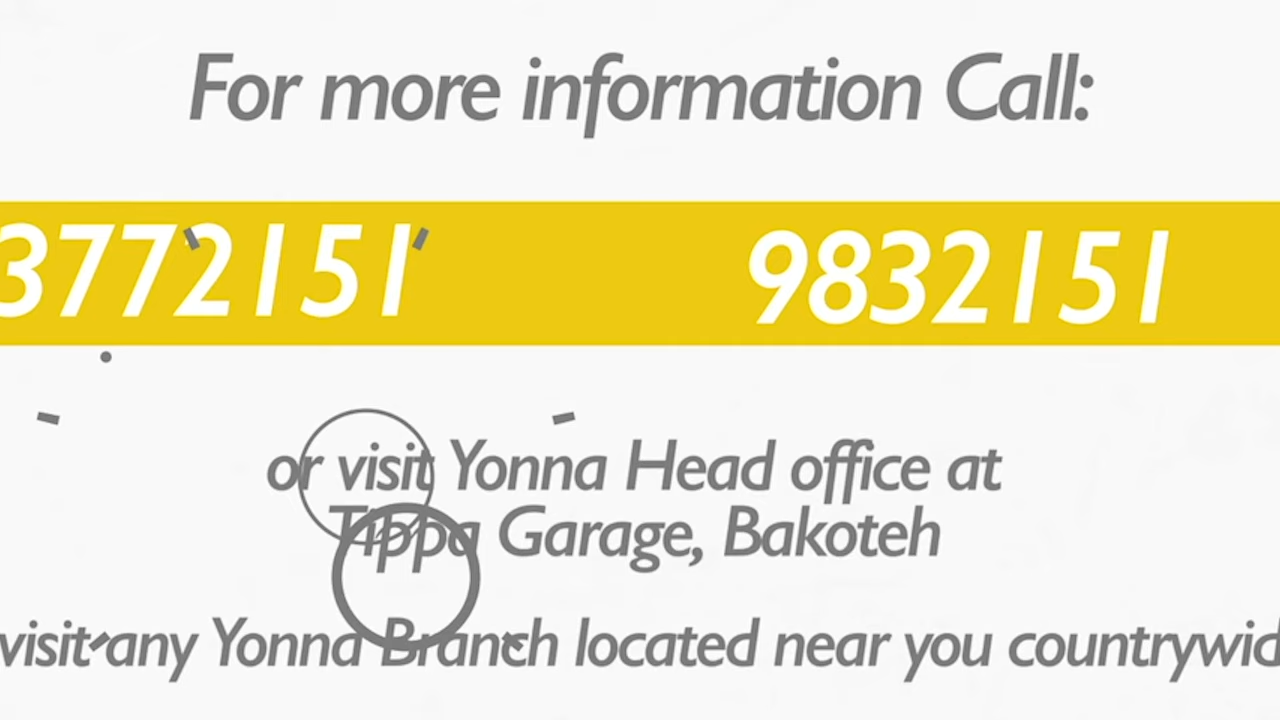 For more information Call:
3772151 9832151
or visit Yonna Head office at
Tippa Garage, Bakoteh
visit any Yonna Branch located near you countrywid